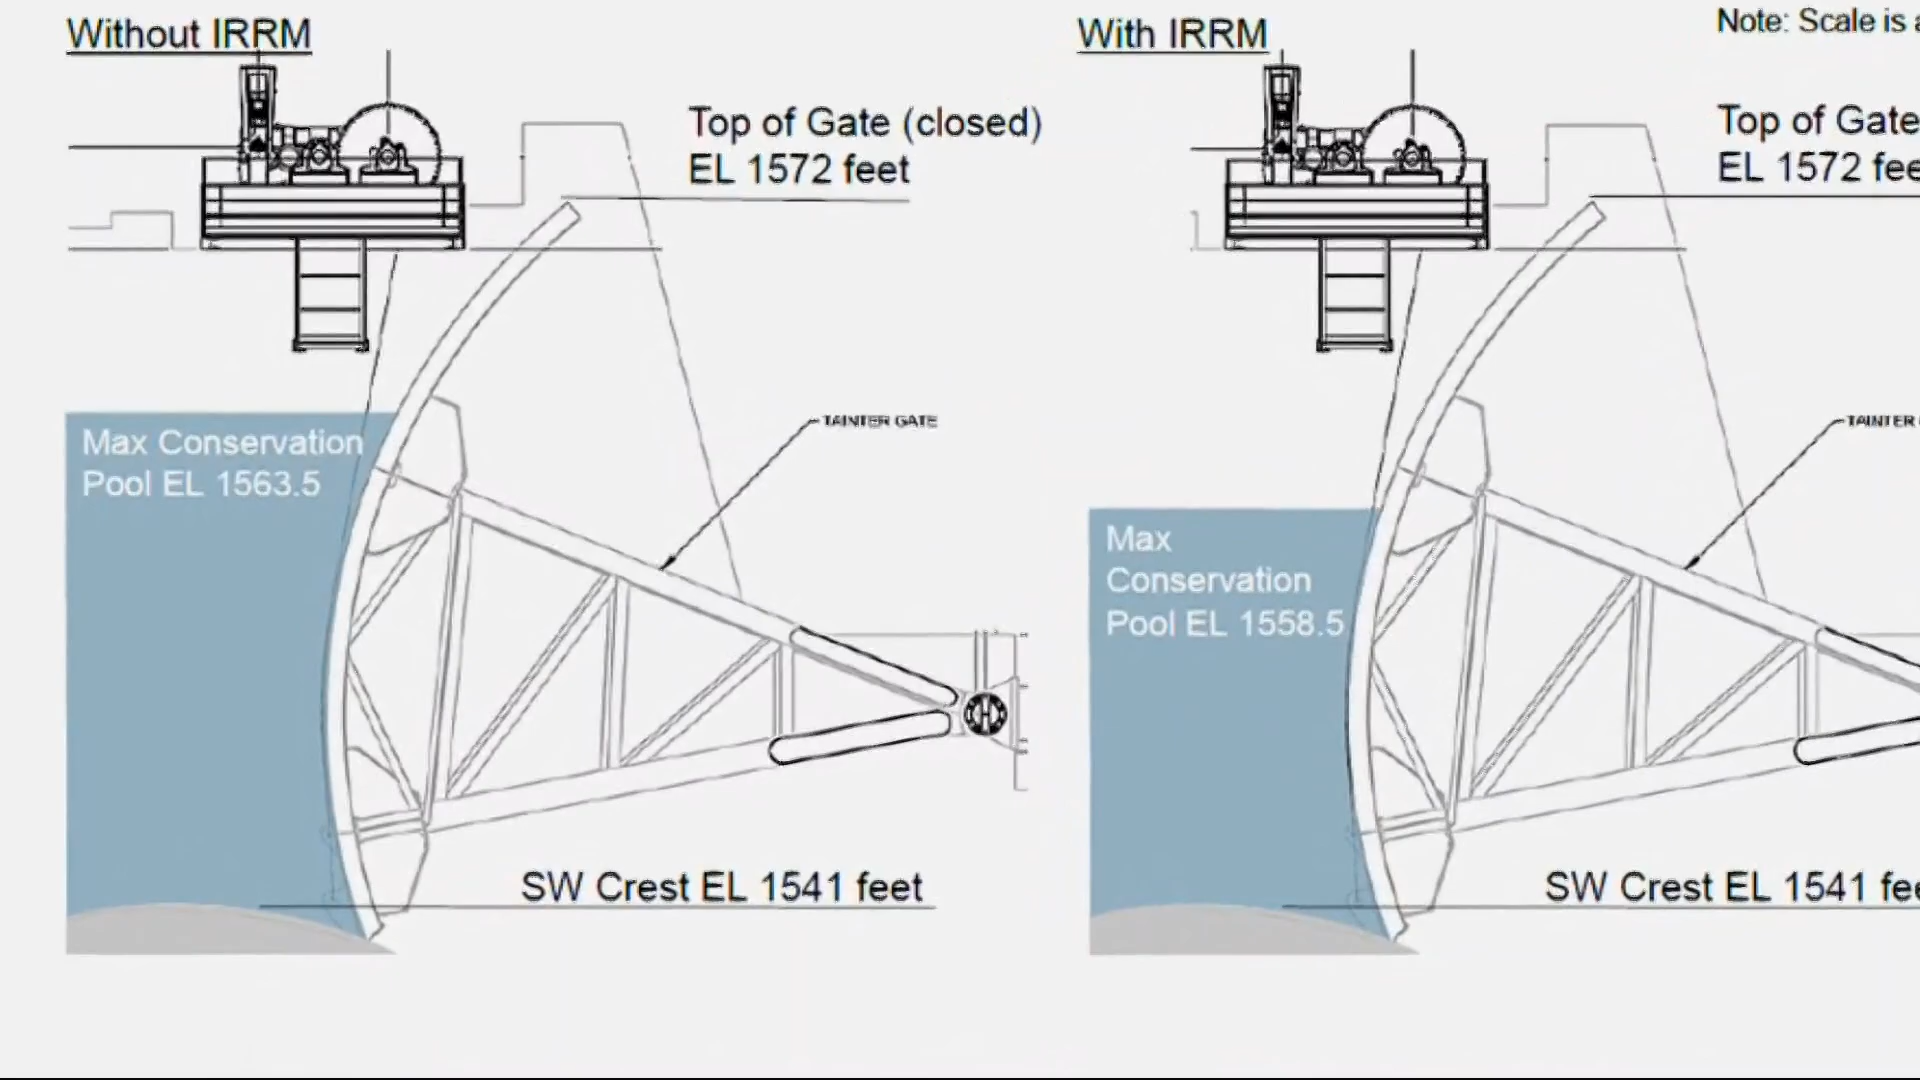 Without IRRM
Top of Gate (closed)
EL 1572 feet
Max Conservation
Pool EL 1563.5
TAINTER GATE
SW Crest EL 1541 feet
With IRRM
Note: Scale is
Top of Gate
EL 1572
Max
Conservation
Pool EL 1558.5
TAINTER
SW Crest EL 1541